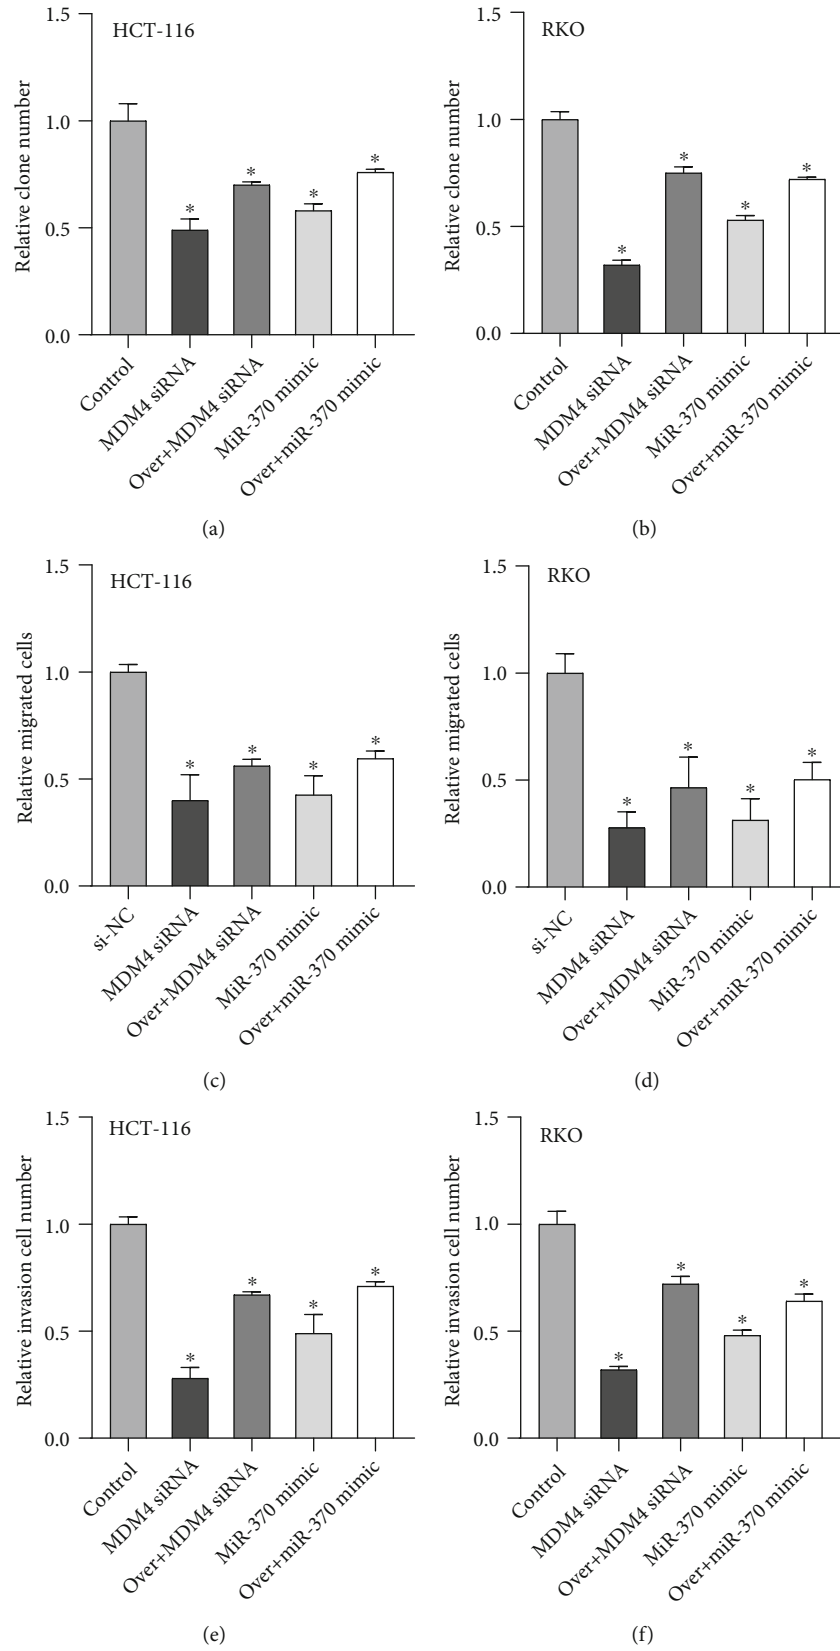 HCT-116
Relative clone number
1.5
1.0
0.5
0.0
*
*
*
*
Control
MDM4 siRNA
Over+MDM4 siRNA
MiR-370 mimic
Over+miR-370 mimic
(a)
RKO
Relative clone number
1.5
1.0
0.5
0.0
*
*
*
*
Control
MDM4 siRNA
Over+MDM4 siRNA
MiR-370 mimic
Over+miR-370 mimic
(b)
HCT-116
Relative migrated cells
1.5
1.0
0.5
0.0
*
*
*
*
si-NC
MDM4 siRNA
Over+MDM4 siRNA
MiR-370 mimic
Over+miR-370 mimic
(c)
RKO
Relative migrated cells
1.5
1.0
0.5
0.0
*
*
*
*
si-NC
MDM4 siRNA
Over+MDM4 siRNA
MiR-370 mimic
Over+miR-370 mimic
(d)
HCT-116
Relative invasion cell number
1.5
1.0
0.5
0.0
*
*
*
*
Control
MDM4 siRNA
Over+MDM4 siRNA
MiR-370 mimic
Over+miR-370 mimic
(e)
RKO
Relative invasion cell number
1.5
1.0
0.5
0.0
*
*
*
*
Control
MDM4 siRNA
Over+MDM4 siRNA
MiR-370 mimic
Over+miR-370 mimic
(f)